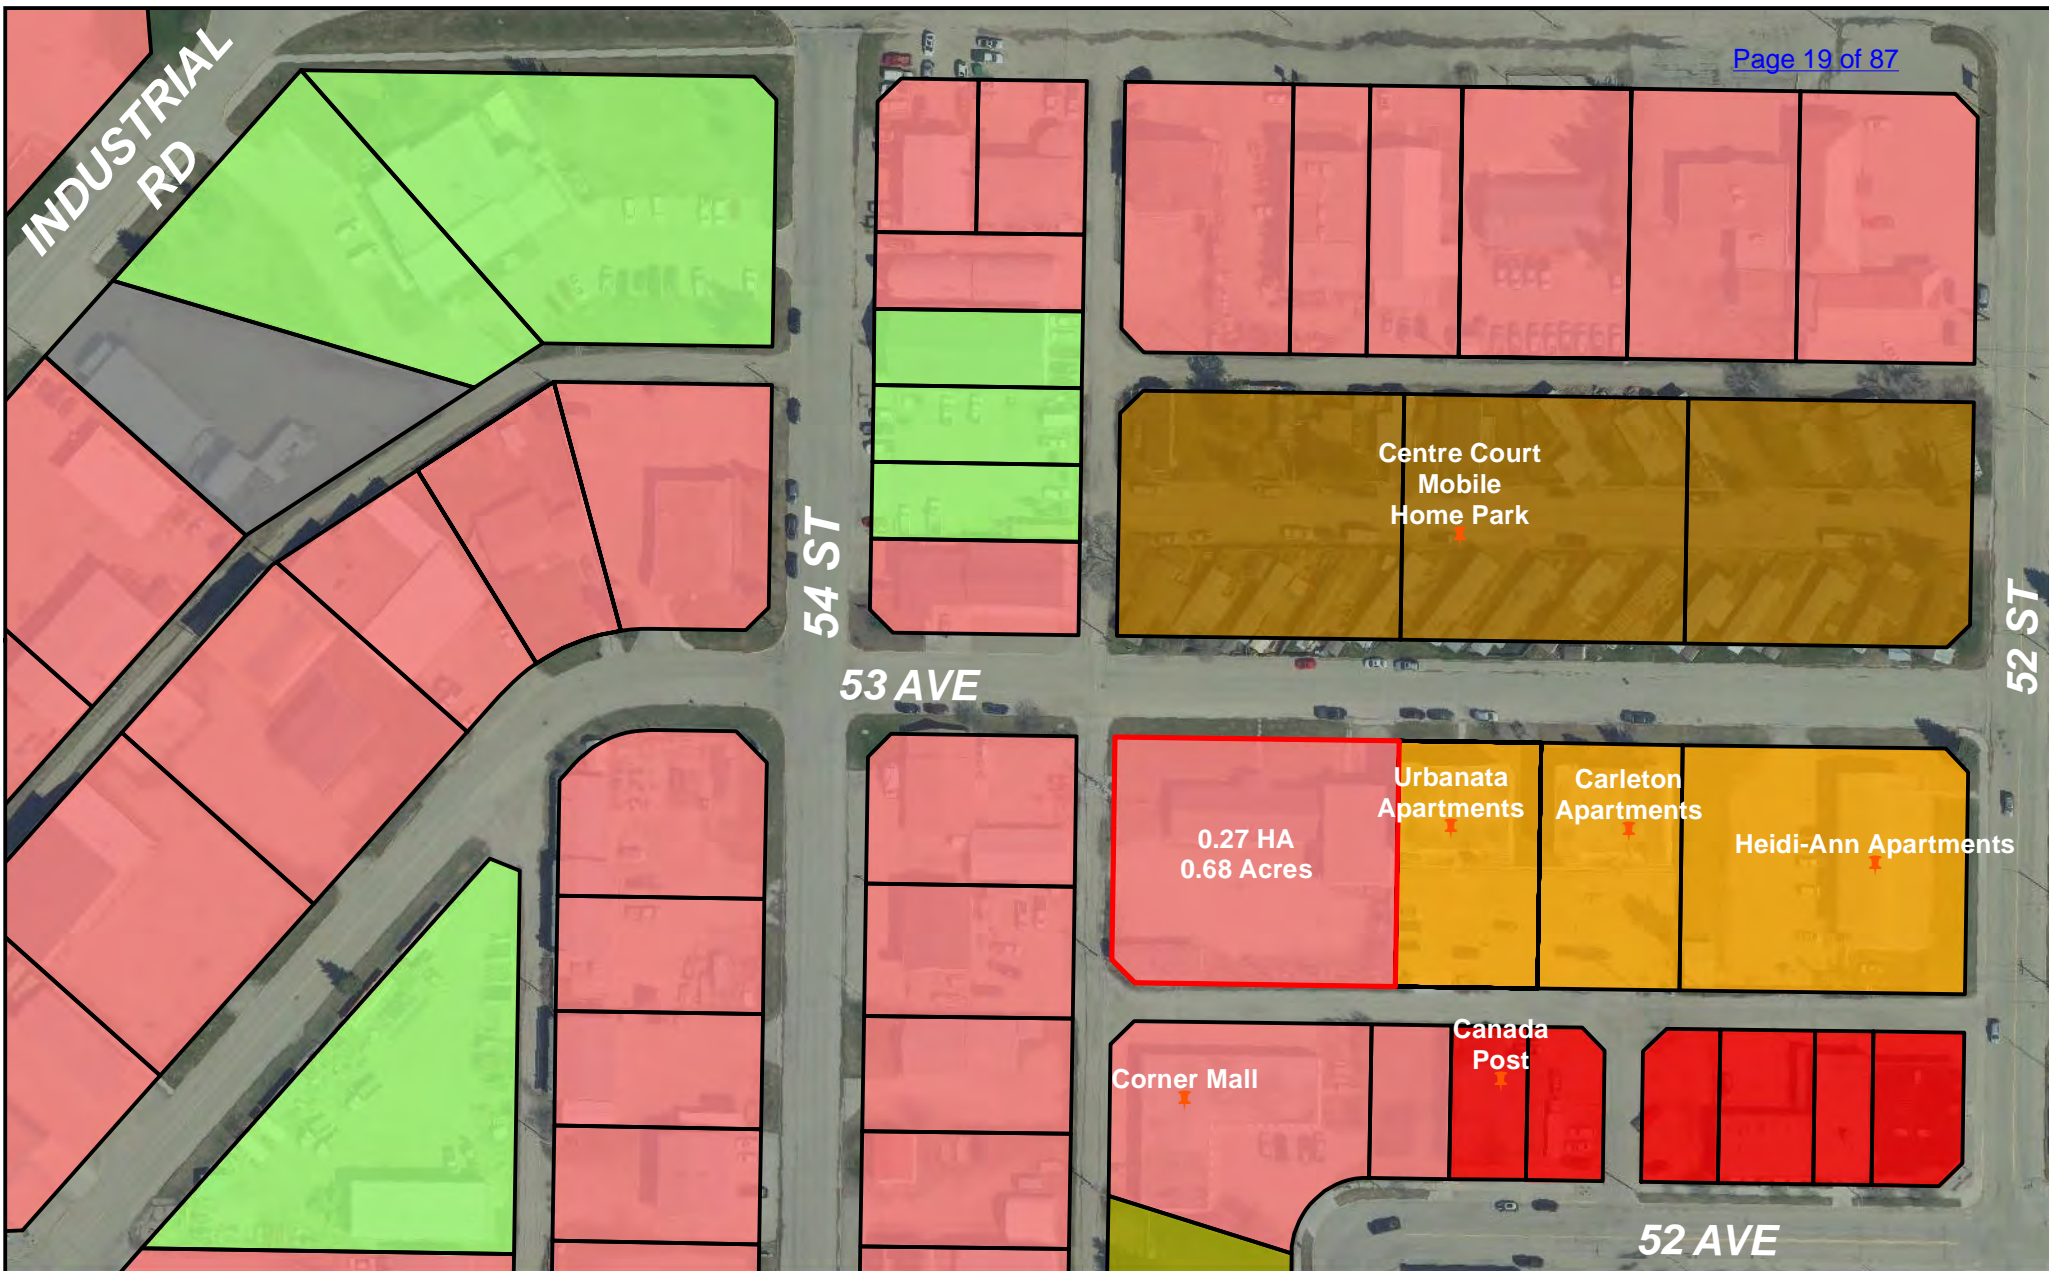 Page 19 of 87
INDUSTRIAL
RD
Centre Court
Mobile
Home Park
54 ST
52 ST
53 AVE
Urbanata
Apartments
Carleton
Apartments
0.27 HA
0.68 Acres
Heidi-Ann Apartments
Canada
Post
Corner Mall
52 AVE